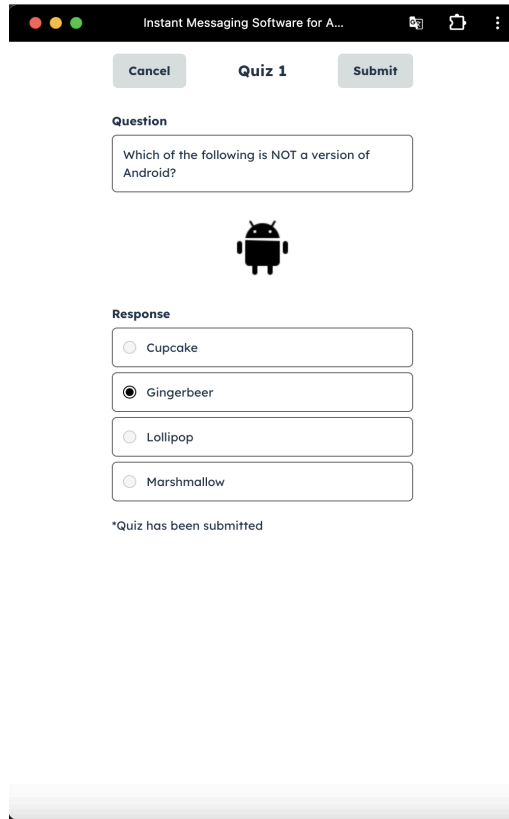 Instant Messaging Software for A...
Cancel
Quiz 1
Submit
Question
Which of the following is NOT a version of
Android?
Response
Cupcake
Gingerbeer
Lollipop
Marshmallow
*Quiz has been submitted